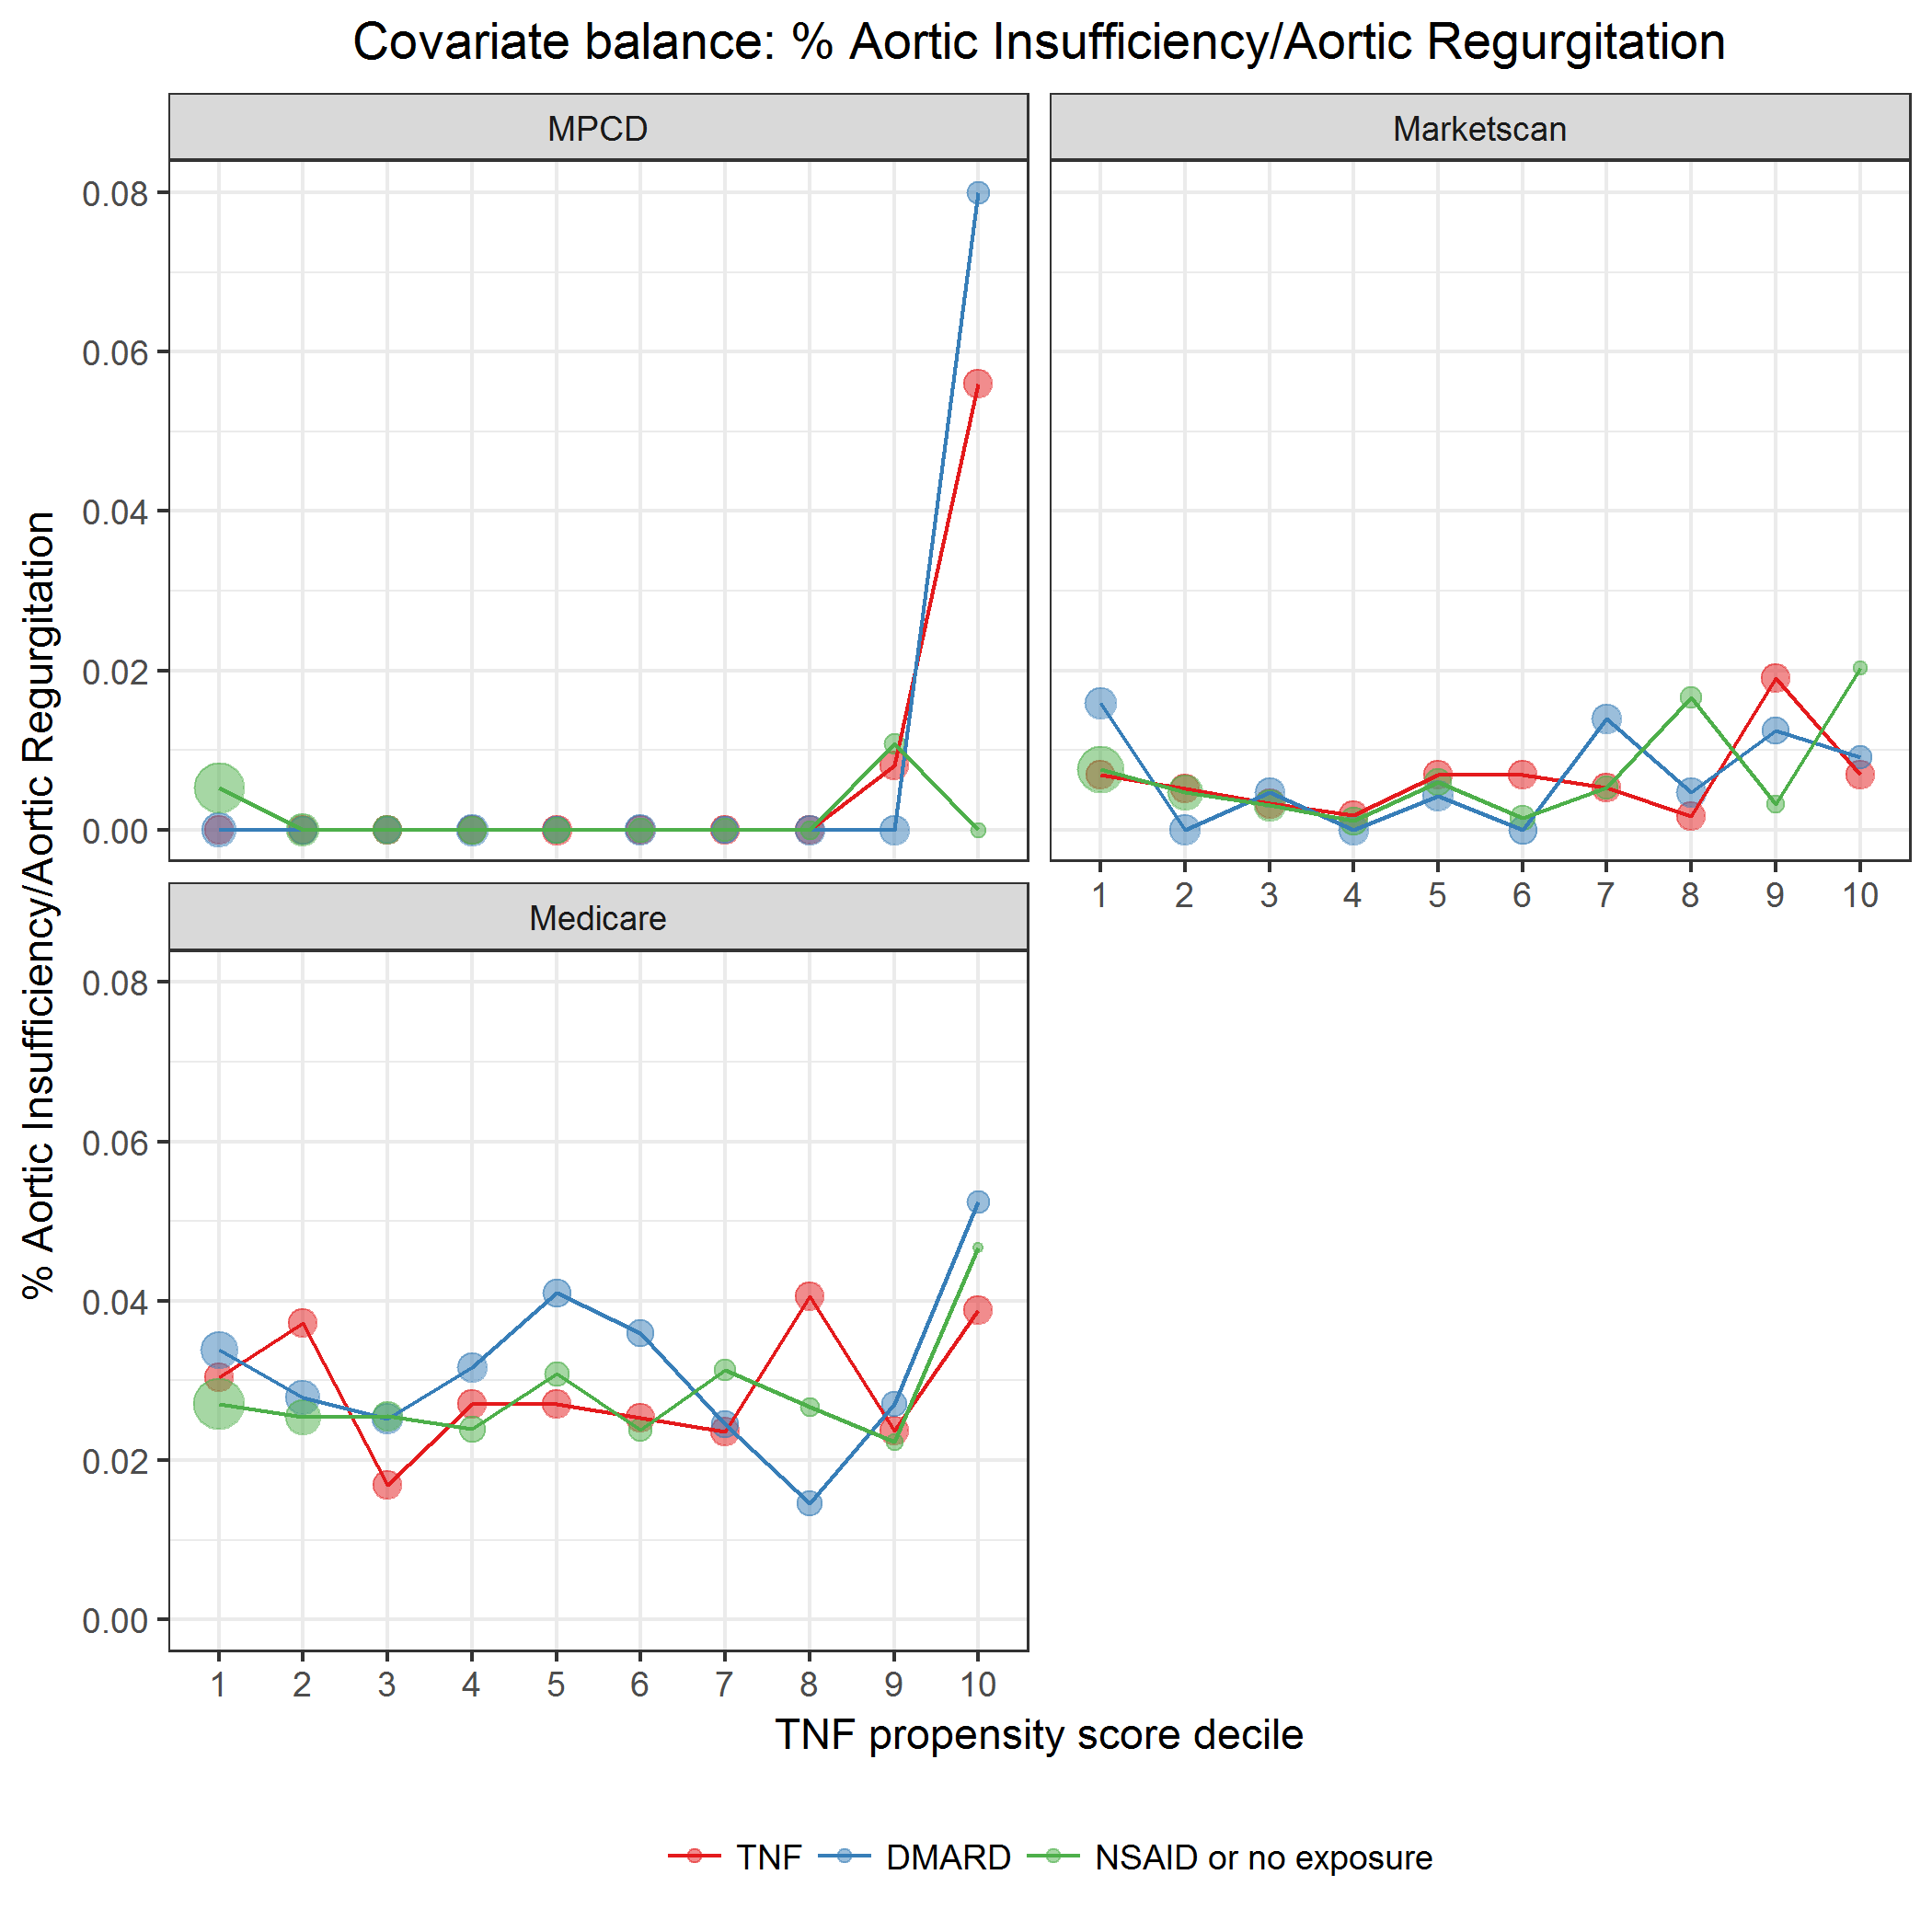 Covariate balance: % Aortic Insufficiency/Aortic Regurgitation
% Aortic Insufficiency/Aortic Regurgitation
MPCD
0.08
0.06
0.04
0.02
0.00
Marketscan
1 2 3 4 5 6 7 8 9 10
Medicare
0.08
0.06
0.04
0.02
0.00
1 2 3 4 5 6 7 8 9 10
TNF propensity score decile
TNF DMARD NSAID or no exposure